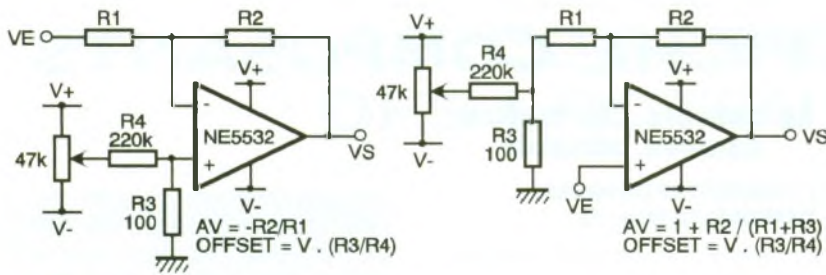 R1
R2
VE
V+
V+
R4
220k
47k
-
NE5532
+
VS
R3
100
V-
V-
AV = -R2/R1
OFFSET = V . (R3/R4)
R1
R2
V+
R4
220k
V+
47k
-
NE5532
+
VS
R3
100
V-
VE
V-
AV = 1 + R2 / (R1+R3)
OFFSET = V . (R3/R4)